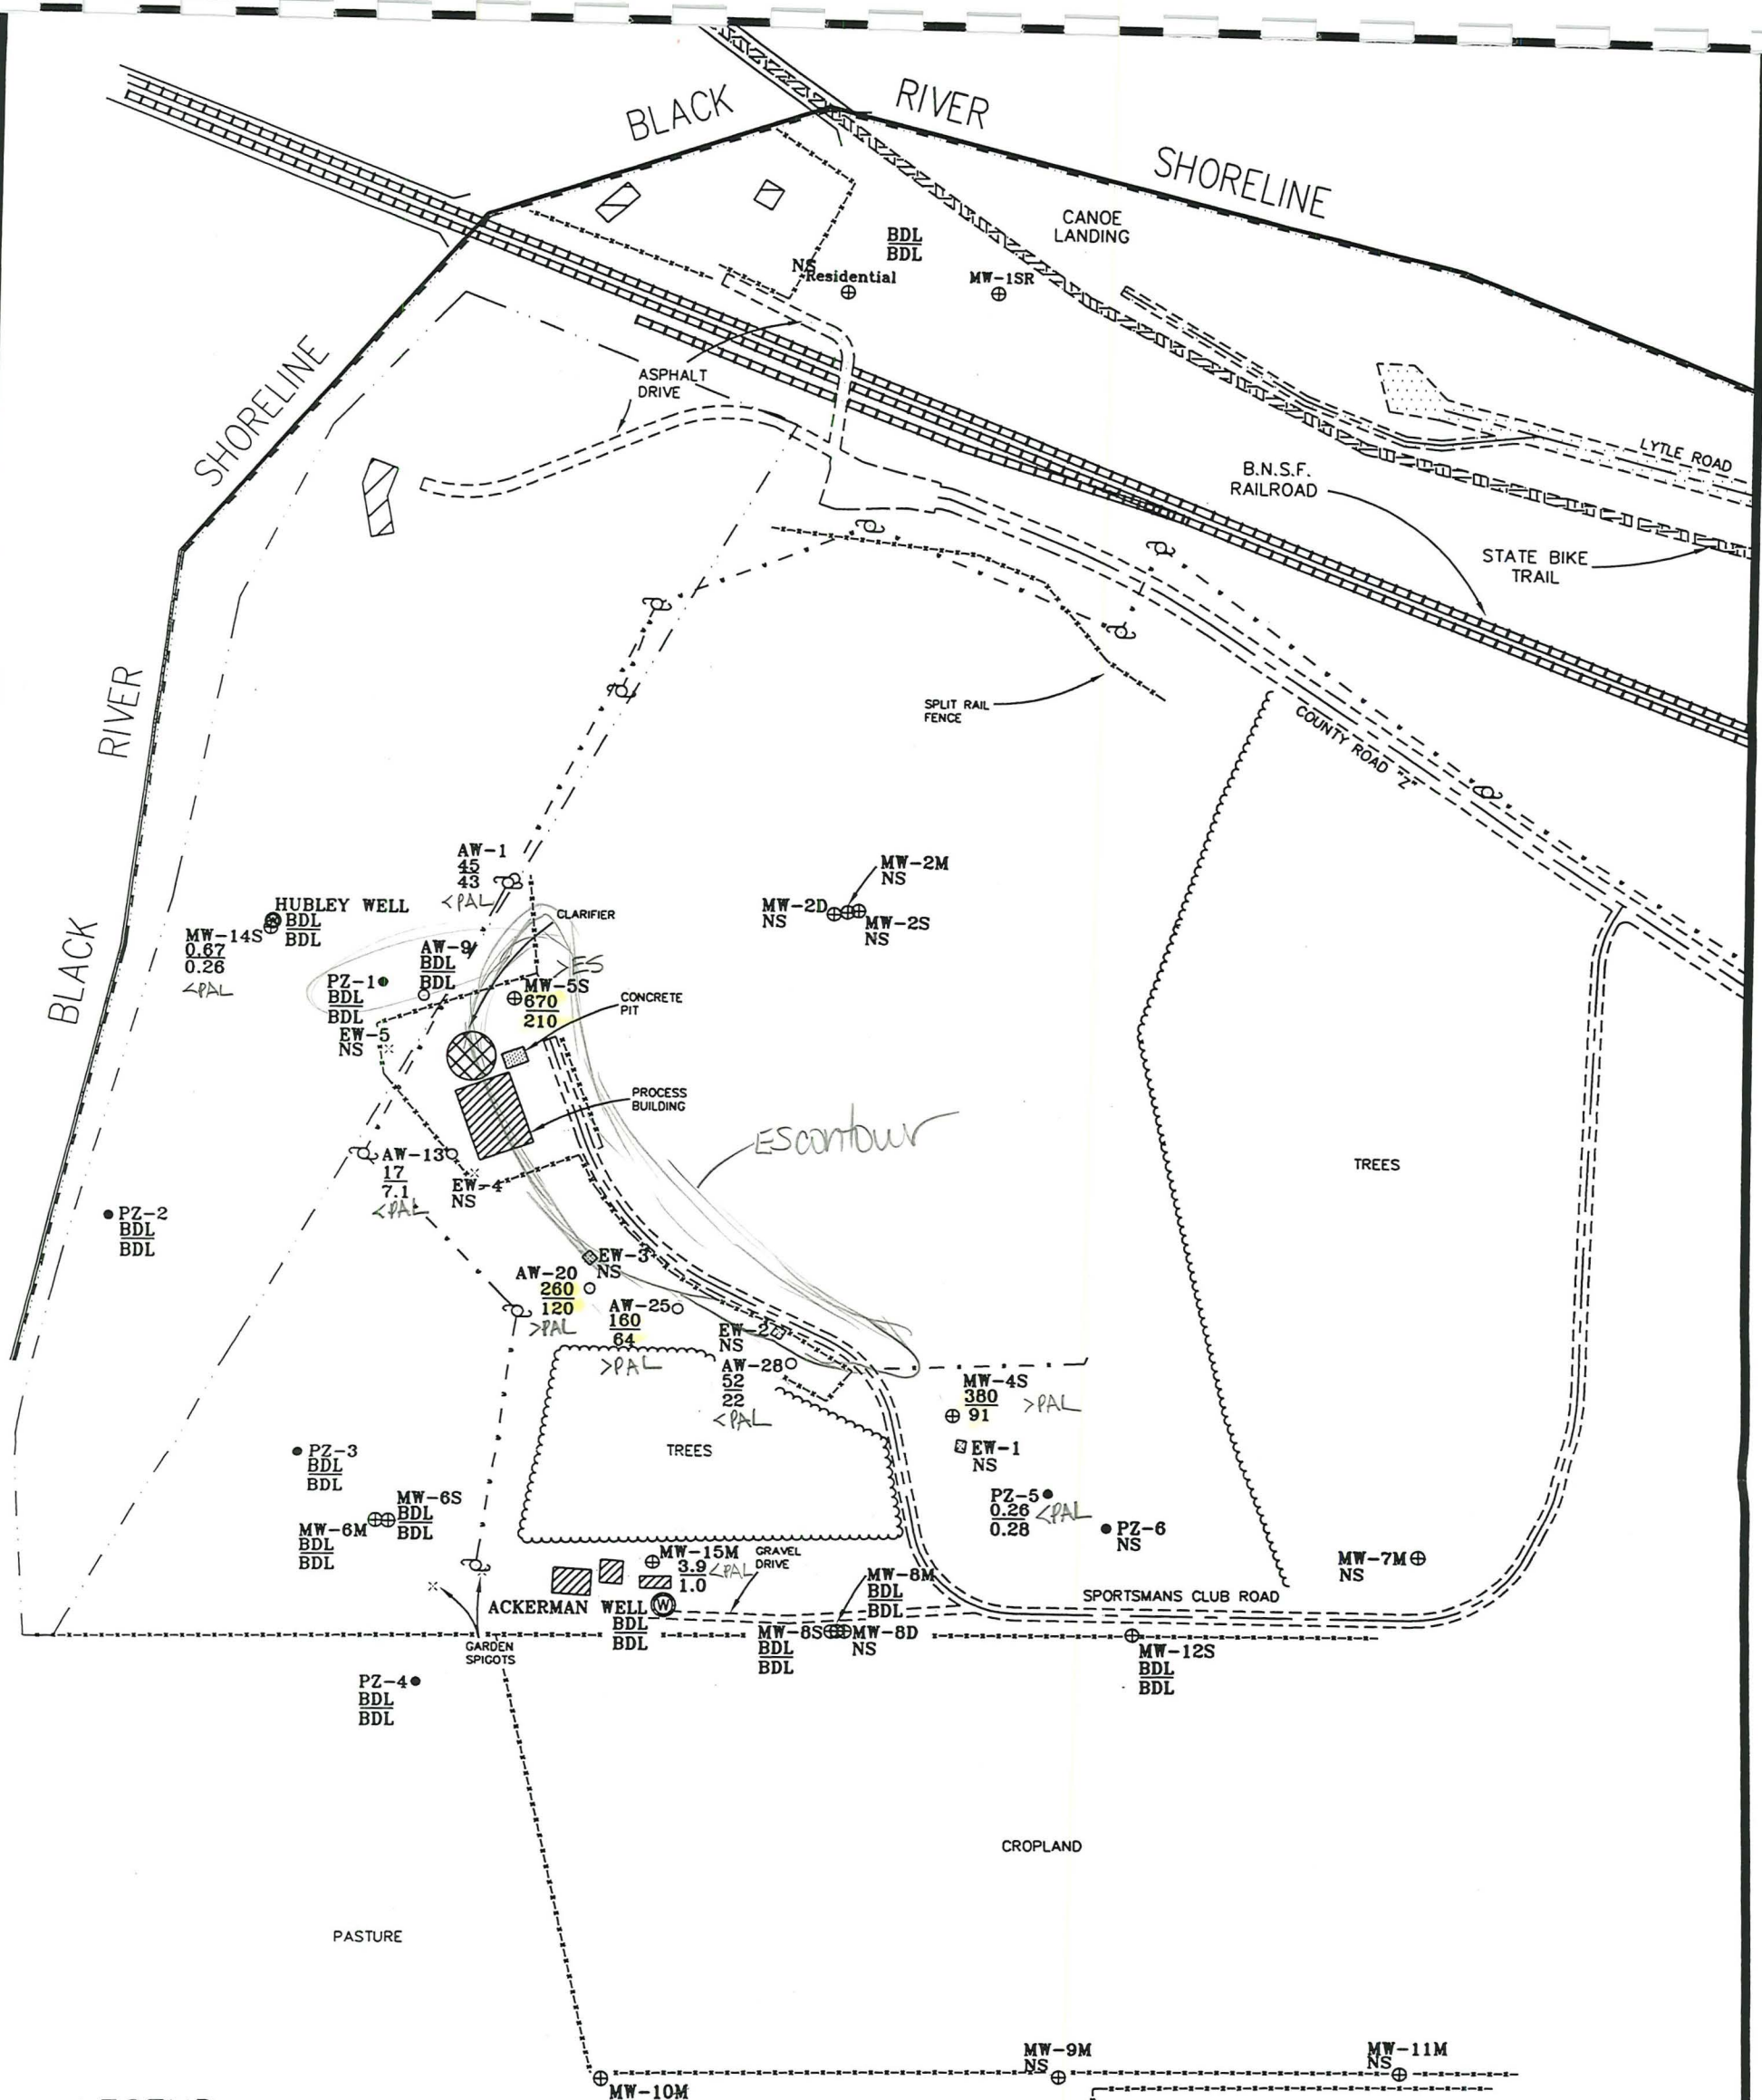 BLACK
RIVER
SHORELINE
CANOE
LANDING
BDL
BDL
NS
Residential
MW-1SR
ASPHALT
DRIVE
SHORELINE
LYTLE ROAD
B.N.S.F.
RAILROAD
STATE BIKE
TRAIL
RIVER
SPLIT RAIL
FENCE
COUNTY ROAD "Z"
AW-1
45
43
<PAL
MW-2M
NS
MW-2D
NS
MW-2S
NS
HUBLEY WELL
BDL
BDL
CLARIFIER
MW-14S
0.67
0.26
<PAL
AW-9
BDL
BDL
>ES
BLACK
PZ-1
BDL
BDL
MW-5S
670
210
CONCRETE
PIT
EW-5
NS
PROCESS
BUILDING
ES contour
AW-13
17
7.1
<PAL
EW-4
NS
TREES
PZ-2
BDL
BDL
EW-3
NS
AW-20
260
120
>PAL
AW-25
160
64
>PAL
EW-2
NS
AW-28
52
22
<PAL
MW-4S
380
91
>PAL
TREES
EW-1
NS
PZ-3
BDL
BDL
PZ-5
0.26
0.28
<PAL
MW-6S
BDL
BDL
MW-6M
BDL
BDL
PZ-6
NS
MW-15M
3.9
1.0
<PAL
GRAVEL
DRIVE
MW-7M
NS
MW-8M
BDL
BDL
SPORTSMANS CLUB ROAD
ACKERMAN WELL
BDL
BDL
W
MW-8S
BDL
BDL
MW-8D
NS
GARDEN
SPIGOTS
MW-12S
BDL
BDL
PZ-4
BDL
BDL
CROPLAND
PASTURE
MW-9M
NS
MW-11M
NS
MW-10M